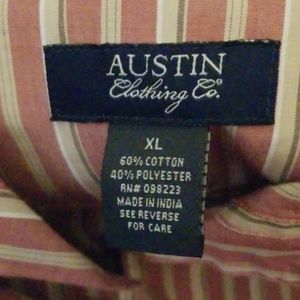 AUSTIN
Clothing Co.
XL
60% COTTON
40% POLYESTER
RN# 098223
MADE IN INDIA
SEE REVERSE
FOR CARE